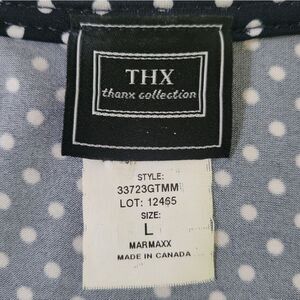 THX
thanx collection
STYLE:
33723GTMM
LOT: 12465
SIZE:
L
MARMAXX
MADE IN CANADA